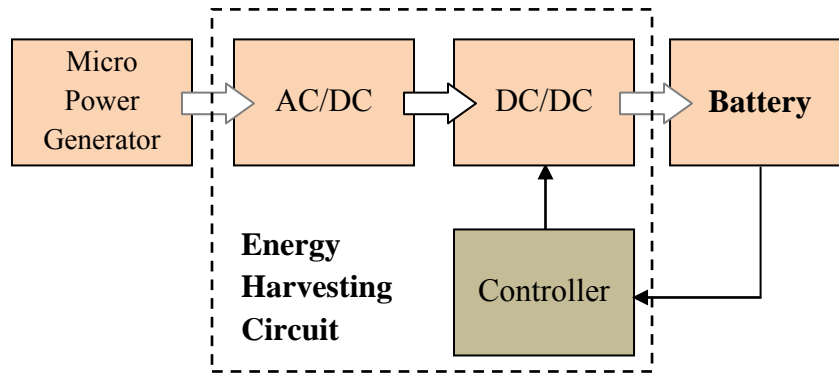 Micro
Power
Generator
AC/DC
DC/DC
Battery
Energy
Harvesting
Circuit
Controller